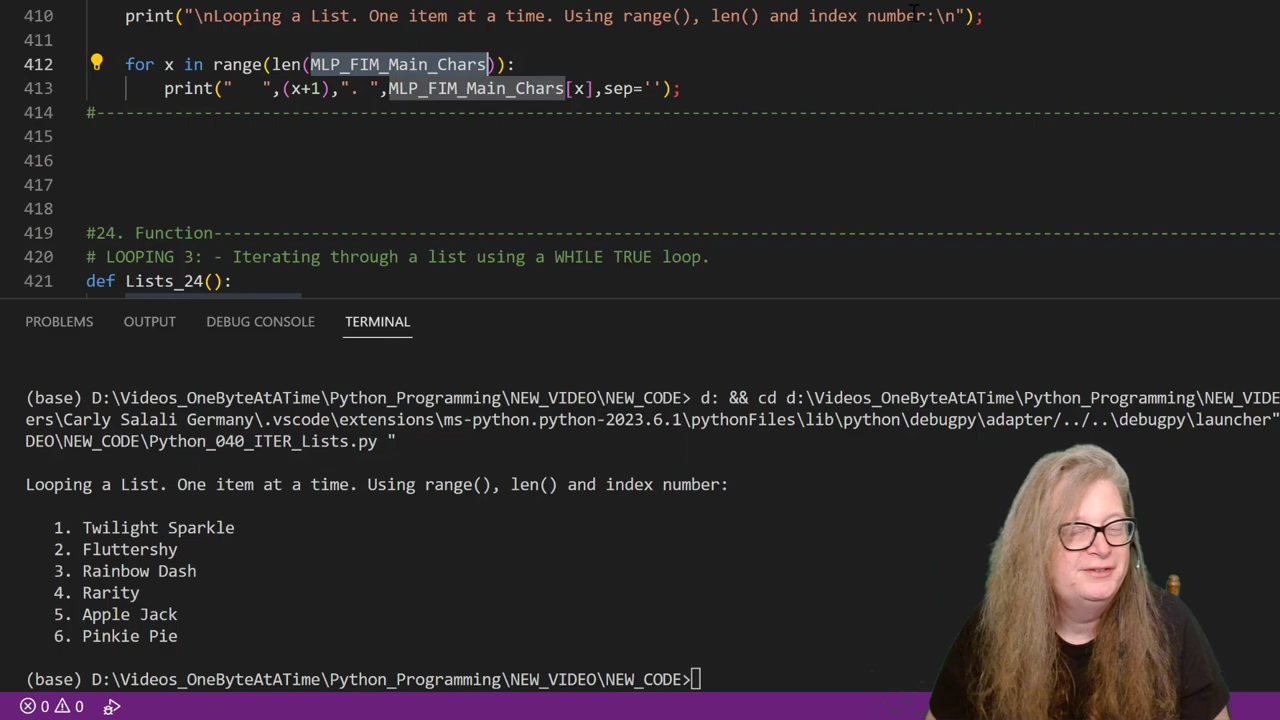 410 print("\nLooping a List. One item at a time. Using range(), len() and index number:\n");
411
412 for x in range(len(MLP_FIM_Main_Chars)):
413 print("   ",(x+1),". ",MLP_FIM_Main_Chars[x],sep='');
414 #----------------------------------------------------------------------------------------------------------------------------
415
416
417
418
419 #24. Function--------------------------------------------------------------------------------------------------------------
420 # LOOPING 3: - Iterating through a list using a WHILE TRUE loop.
421 def Lists_24():
PROBLEMS OUTPUT DEBUG CONSOLE TERMINAL
(base) D:\Videos_OneByteAtATime\Python_Programming\NEW_VIDEO\NEW_CODE> d: && cd d:\Videos_OneByteAtATime\Python_Programming\NEW_VIDE
ers\Carly Salali Germany\.vscode\extensions\ms-python.python-2023.6.1\pythonFiles\lib\python\debugpy\adapter/../..\debugpy\launcher"
DEO\NEW_CODE\Python_040_ITER_Lists.py "
Looping a List. One item at a time. Using range(), len() and index number:
1. Twilight Sparkle
2. Fluttershy
3. Rainbow Dash
4. Rarity
5. Apple Jack
6. Pinkie Pie
(base) D:\Videos_OneByteAtATime\Python_Programming\NEW_VIDEO\NEW_CODE>
0 0